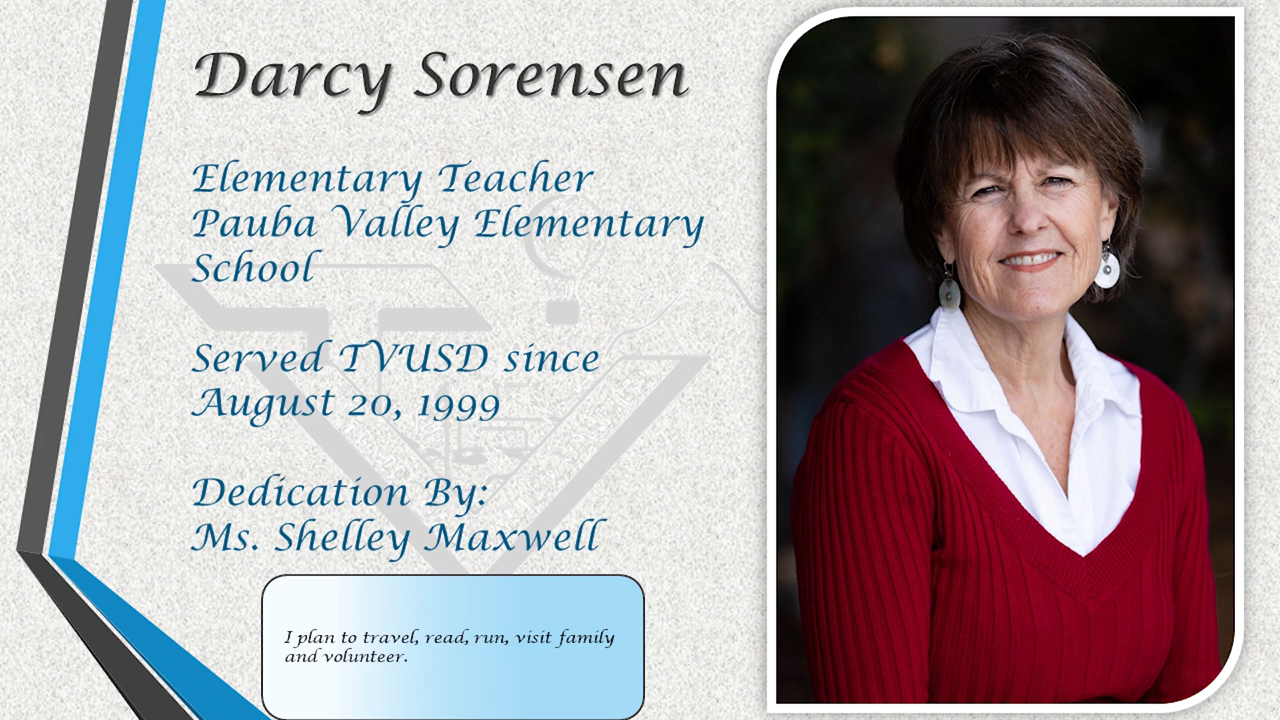 Darcy Sorensen
Elementary Teacher
Pauba Valley Elementary
School
Served TVUSD since
August 20, 1999
Dedication By:
Ms. Shelley Maxwell
I plan to travel, read, run, visit family
and volunteer.